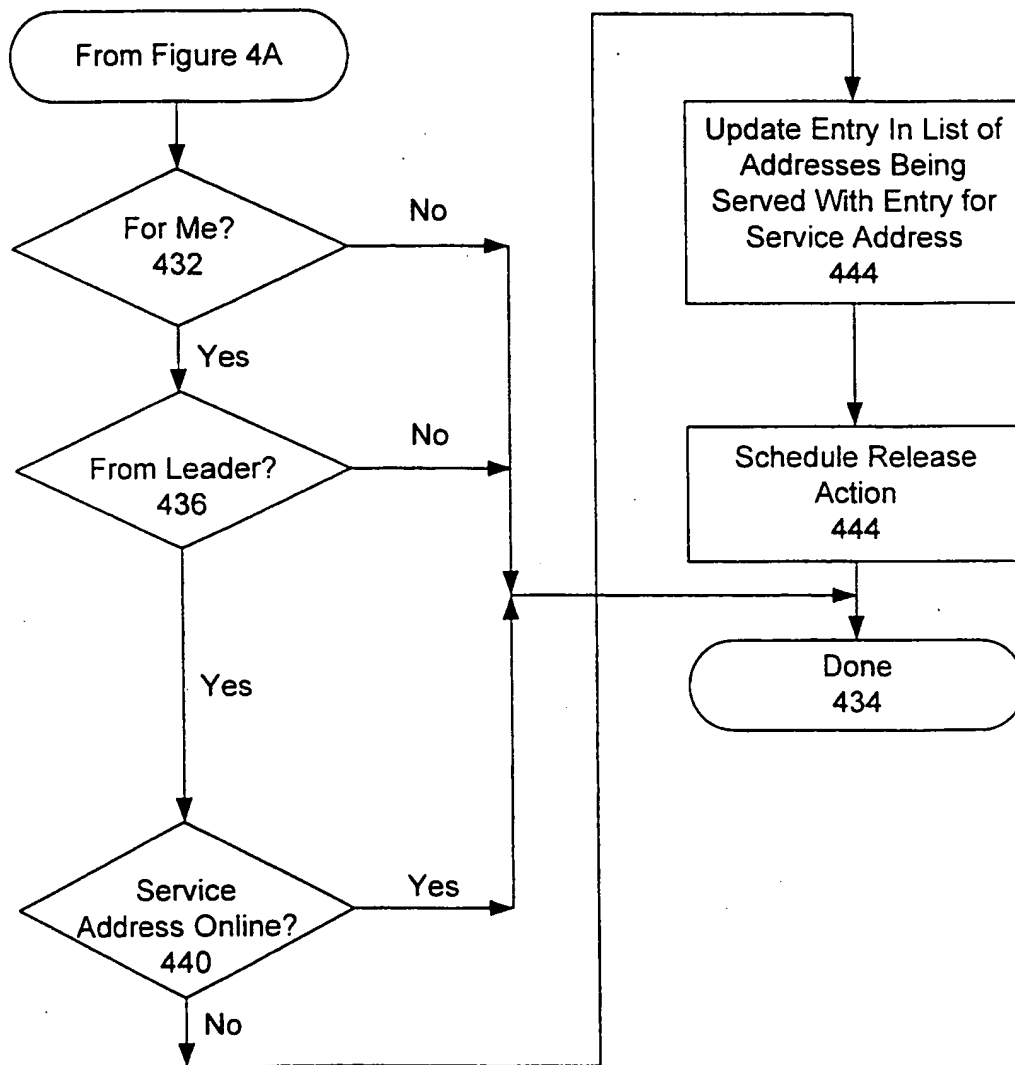 From Figure 4A
For Me?
432
No
Yes
From Leader?
436
No
Yes
Service
Address Online?
440
Yes
No
Update Entry In List of
Addresses Being
Served With Entry for
Service Address
444
Schedule Release
Action
444
Done
434